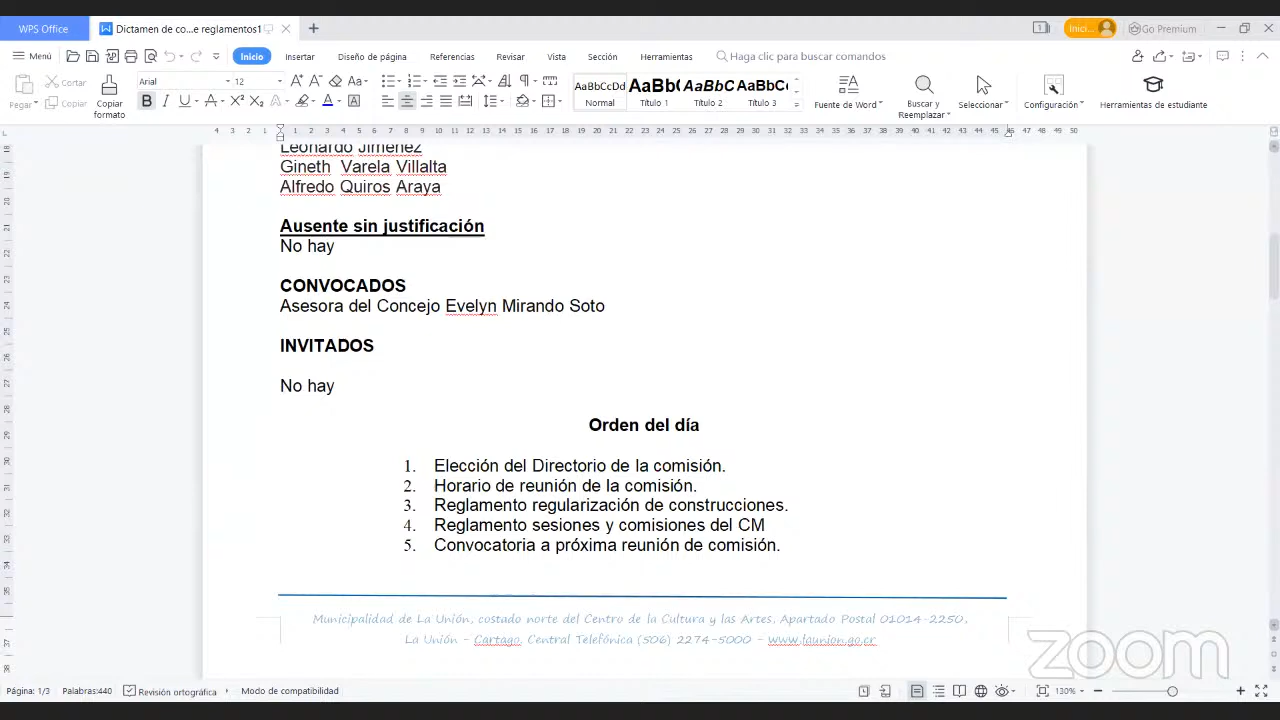 WPS Office
Dictamen de co...e reglamentos1
Inici...
Go Premium
Menú
Inicio
Insertar
Diseño de página
Referencias
Revisar
Vista
Sección
Herramientas
Haga clic para buscar comandos
Pegar
Cortar
Copiar
Copiar formato
Arial
12
AaBbCcDd
Normal
AaBb(
Título 1
AaBbC
Título 2
AaBbC(
Título 3
Fuente de Word
Buscar y Reemplazar
Seleccionar
Configuración
Herramientas de estudiante
Leonardo Jiménez
Gineth Varela Villalta
Alfredo Quiros Araya
Ausente sin justificación
No hay
CONVOCADOS
Asesora del Concejo Evelyn Mirando Soto
INVITADOS
No hay
Orden del día
1. Elección del Directorio de la comisión.
2. Horario de reunión de la comisión.
3. Reglamento regularización de construcciones.
4. Reglamento sesiones y comisiones del CM
5. Convocatoria a próxima reunión de comisión.
Municipalidad de La Unión, costado norte del Centro de la Cultura y las Artes, Apartado Postal 01014-2250,
La Unión - Cartago. Central Telefónica (506) 2274-5000 - www.launion.go.cr
zoom
Página: 1/3
Palabras:440
Revisión ortográfica
Modo de compatibilidad
130%